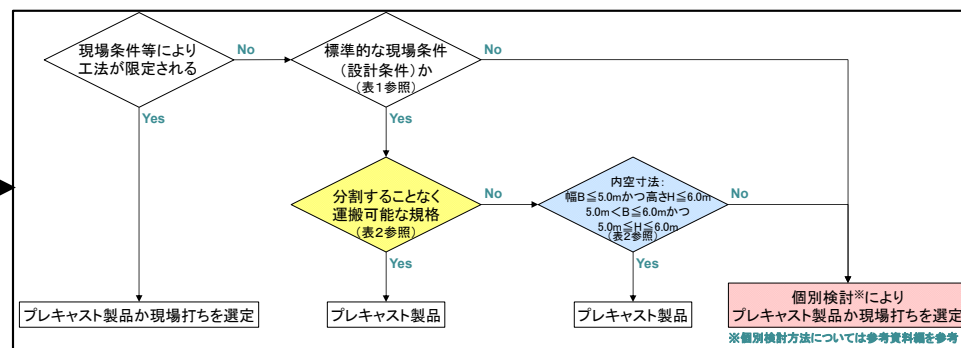 現場条件等により
工法が限定される
No
標準的な現場条件
(設計条件)か
(表1参照)
No
Yes
Yes
分割することなく
運搬可能な規格
(表2参照)
No
内空寸法:
幅B≦5.0mかつ高さH≦6.0m
5.0m<B≦6.0mかつ
5.0m≦H≦6.0m
(表2参照)
No
Yes
Yes
プレキャスト製品か現場打ちを選定
プレキャスト製品
プレキャスト製品
個別検討※により
プレキャスト製品か現場打ちを選定
※個別検討方法については参考資料編を参考